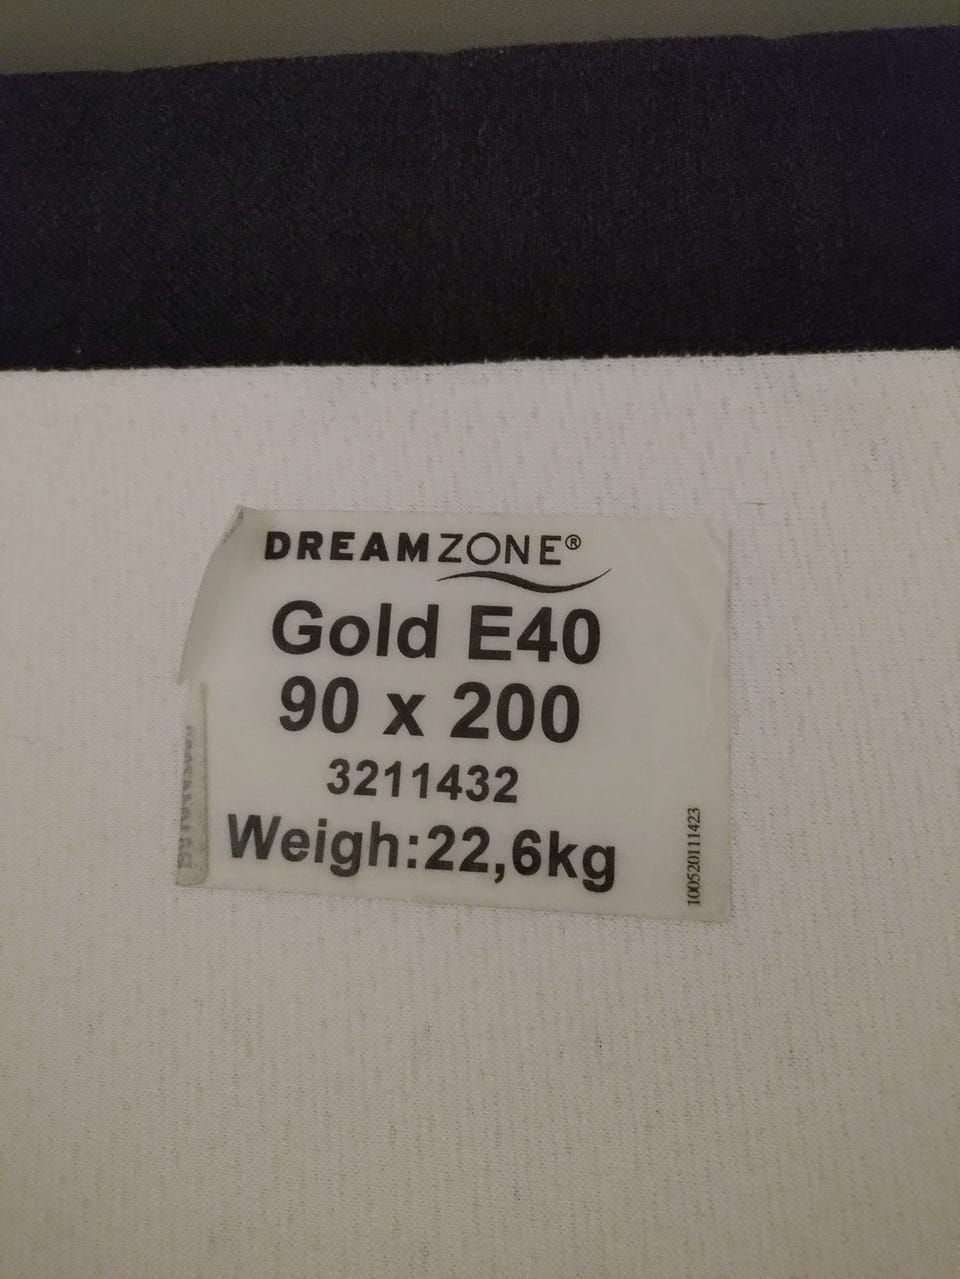 DREAMZONE®
Gold E40
90 x 200
3211432
Weigh:22,6kg
100520111423